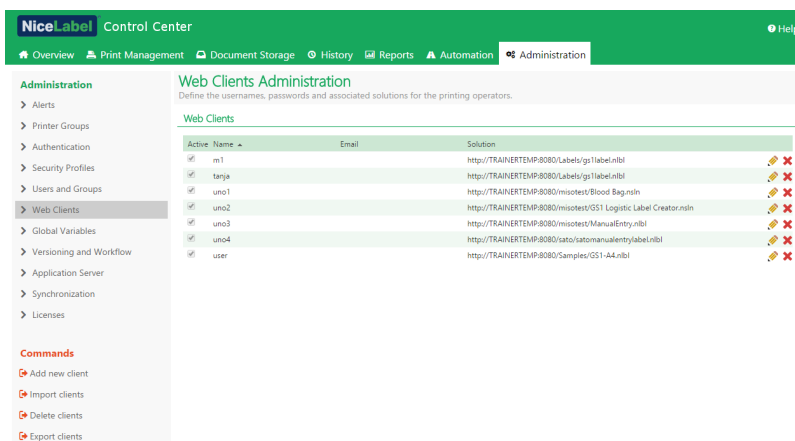 NiceLabel Control Center
Help
Overview Print Management Document Storage History Reports Automation Administration
Administration
Alerts
Printer Groups
Authentication
Security Profiles
Users and Groups
Web Clients
Global Variables
Versioning and Workflow
Application Server
Synchronization
Licenses
Commands
Add new client
Import clients
Delete clients
Export clients
Web Clients Administration
Define the usernames, passwords and associated solutions for the printing operators.
Web Clients
Active Name Email Solution
m1 http://TRAINERTEMP:8080/Labels/gs1label.nlbl
tanja http://TRAINERTEMP:8080/Labels/gs1label.nlbl
uno1 http://TRAINERTEMP:8080/misotest/Blood Bag.nsln
uno2 http://TRAINERTEMP:8080/misotest/GS1 Logistic Label Creator.nsln
uno3 http://TRAINERTEMP:8080/misotest/ManualEntry.nlbl
uno4 http://TRAINERTEMP:8080/sato/satomanualentrylabel.nlbl
user http://TRAINERTEMP:8080/Samples/GS1-A4.nlbl